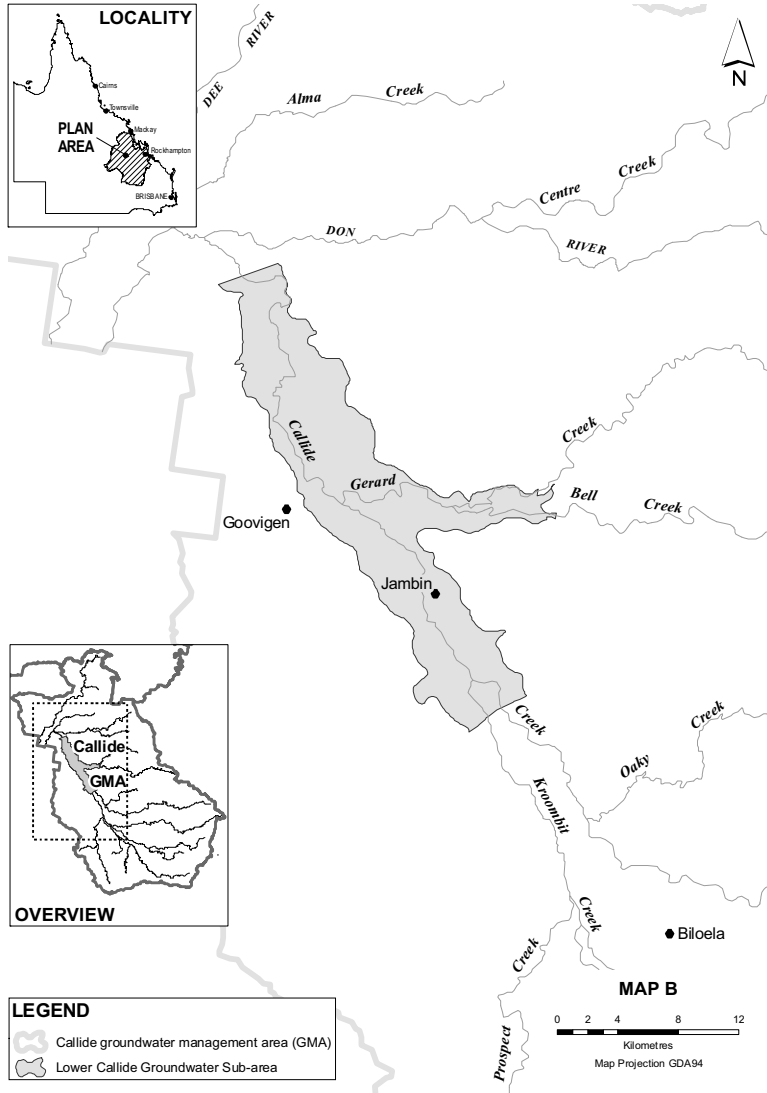 LOCALITY
Cairns
Townsville
Mackay
PLAN
AREA
Rockhampton
BRISBANE
N
DEE RIVER
Alma Creek
Centre Creek
DON RIVER
Callide
Creek
Gerard
Bell Creek
Goovigen
Jambin
Creek
Kroombit
Creek
Oaky Creek
Creek
Prospect
Biloela
Callide
GMA
OVERVIEW
MAP B
0 2 4 8 12
Kilometres
Map Projection GDA94
LEGEND
Callide groundwater management area (GMA)
Lower Callide Groundwater Sub-area